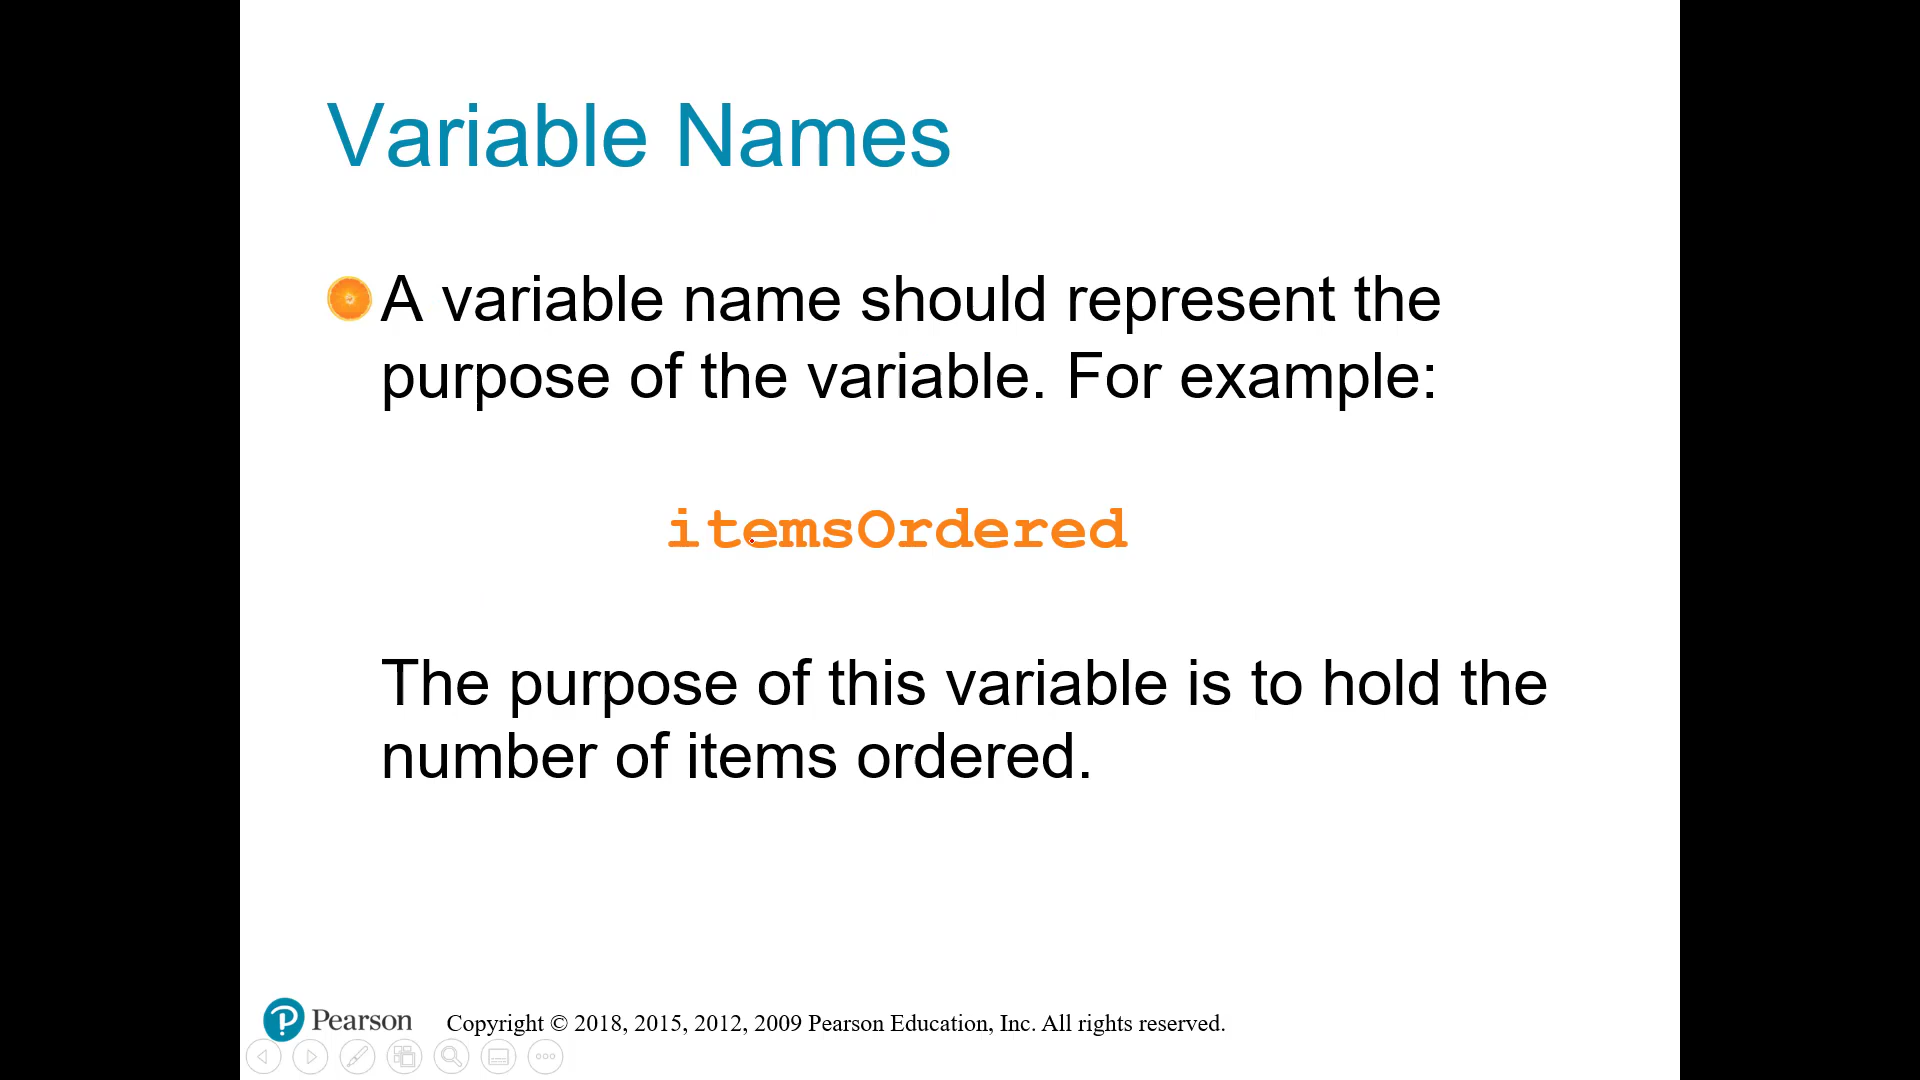 Variable Names
A variable name should represent the
purpose of the variable. For example:
itemsOrdered
The purpose of this variable is to hold the
number of items ordered.
Pearson
Copyright © 2018, 2015, 2012, 2009 Pearson Education, Inc. All rights reserved.